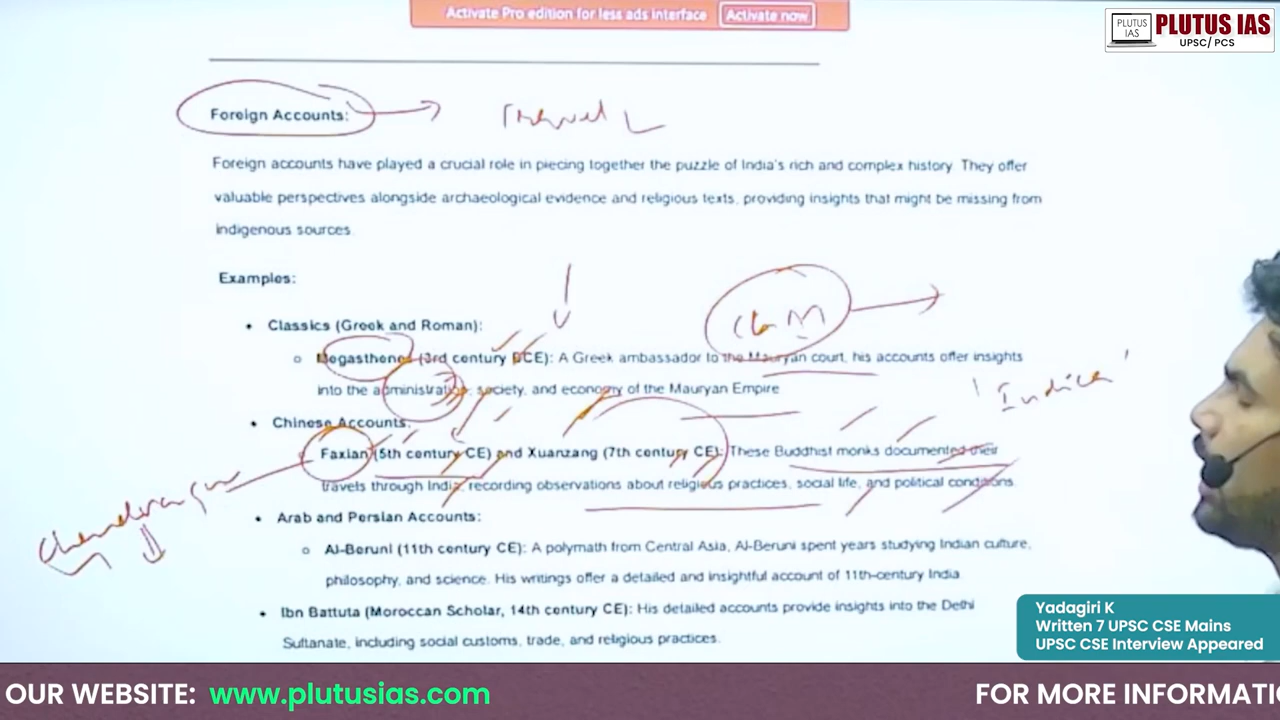 Activate Pro edition for less ads interface Activate now
PLUTUS IAS
PLUTUS IAS
UPSC/ PCS
Foreign Accounts:
Foreign accounts have played a crucial role in piecing together the puzzle of India's rich and complex history. They offer
valuable perspectives alongside archaeological evidence and religious texts, providing insights that might be missing from
indigenous sources.
Examples:
• Classics (Greek and Roman):
o Megasthenes (3rd century BCE): A Greek ambassador to the Mauryan court, his accounts offer insights
into the administration, society, and economy of the Mauryan Empire
'Indica'
• Chinese Accounts:
o Faxian (5th century CE) and Xuanzang (7th century CE): These Buddhist monks documented their
travels through India, recording observations about religious practices, social life, and political conditions.
• Arab and Persian Accounts:
o Al-Beruni (11th century CE): A polymath from Central Asia, Al-Beruni spent years studying Indian culture,
philosophy, and science. His writings offer a detailed and insightful account of 11th-century India
• Ibn Battuta (Moroccan Scholar, 14th century CE): His detailed accounts provide insights into the Delhi
Sultanate, including social customs, trade, and religious practices.
Yadagiri K
Written 7 UPSC CSE Mains
UPSC CSE Interview Appeared
OUR WEBSITE: www.plutusias.com
FOR MORE INFORMATI